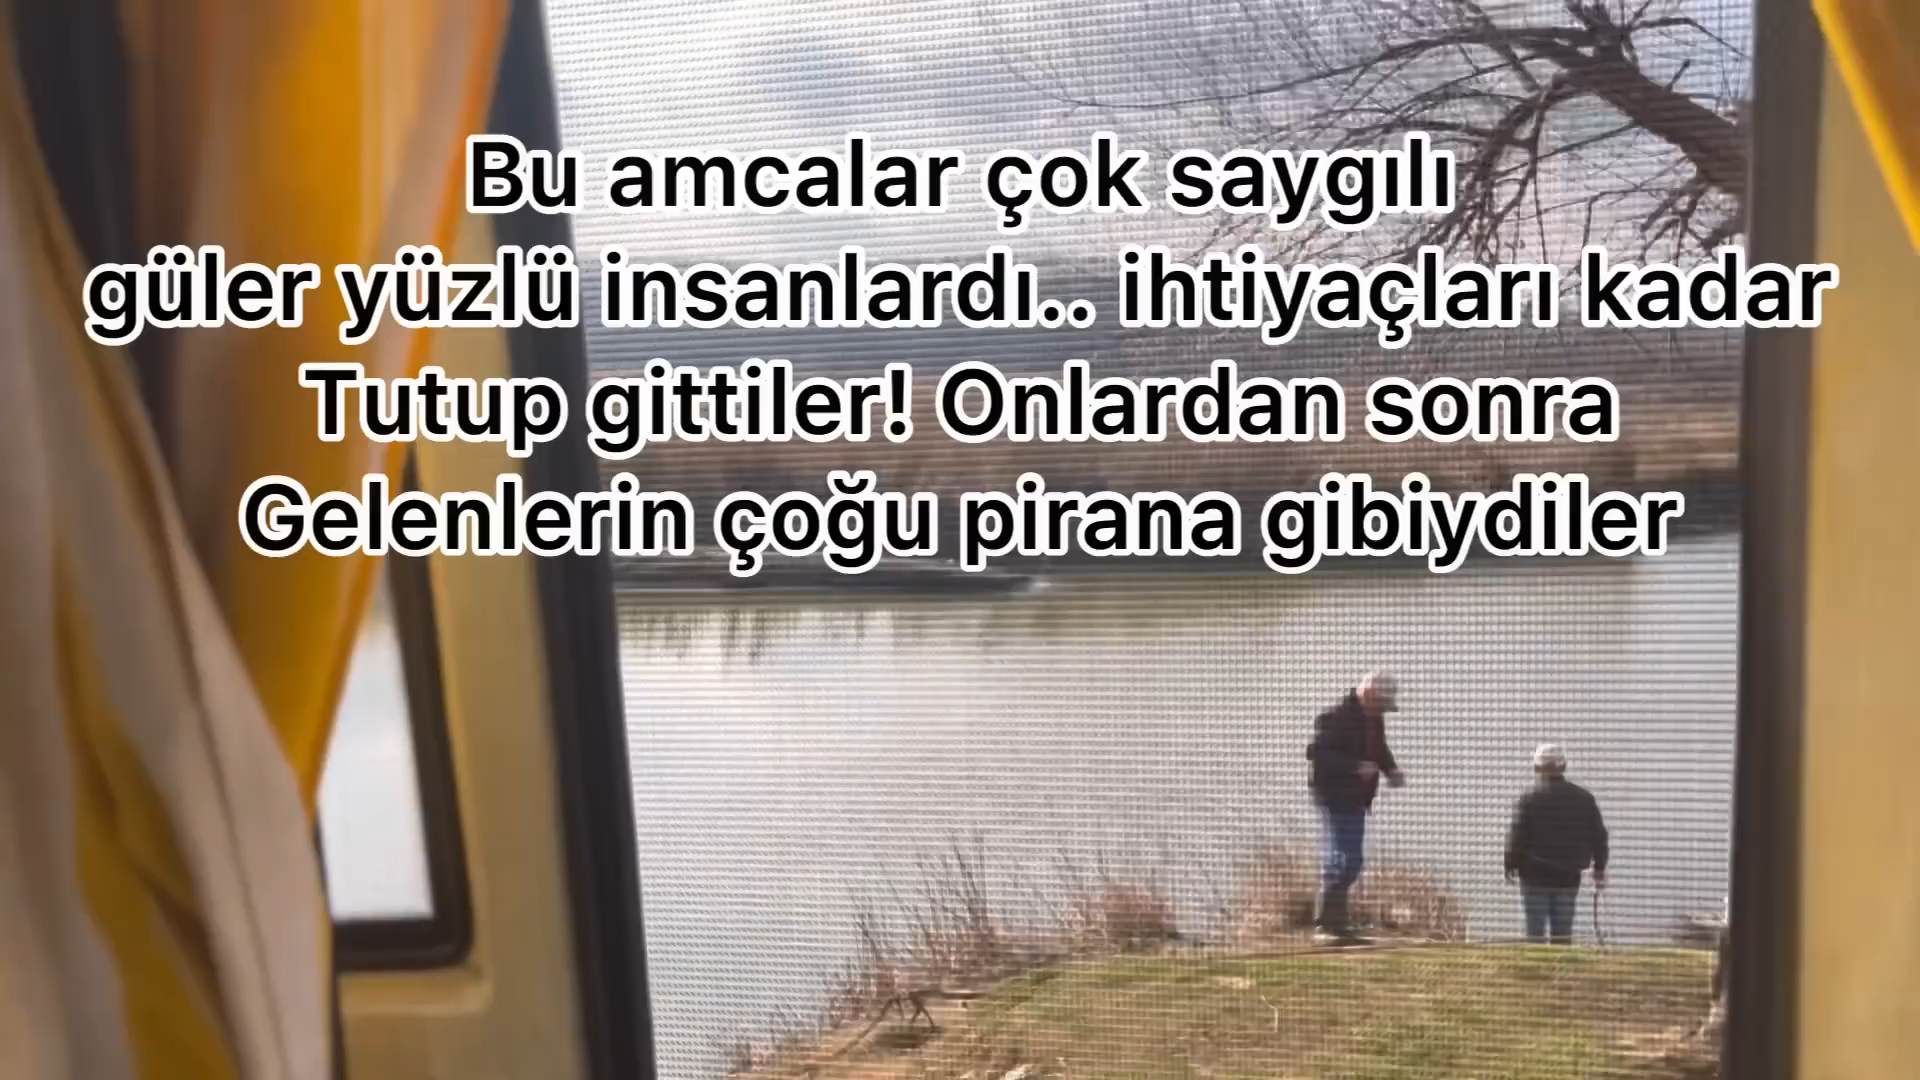 Bu amcalar çok saygılı
güler yüzlü insanlardı.. ihtiyaçları kadar
Tutup gittiler! Onlardan sonra
Gelenlerin çoğu pirana gibiydiler